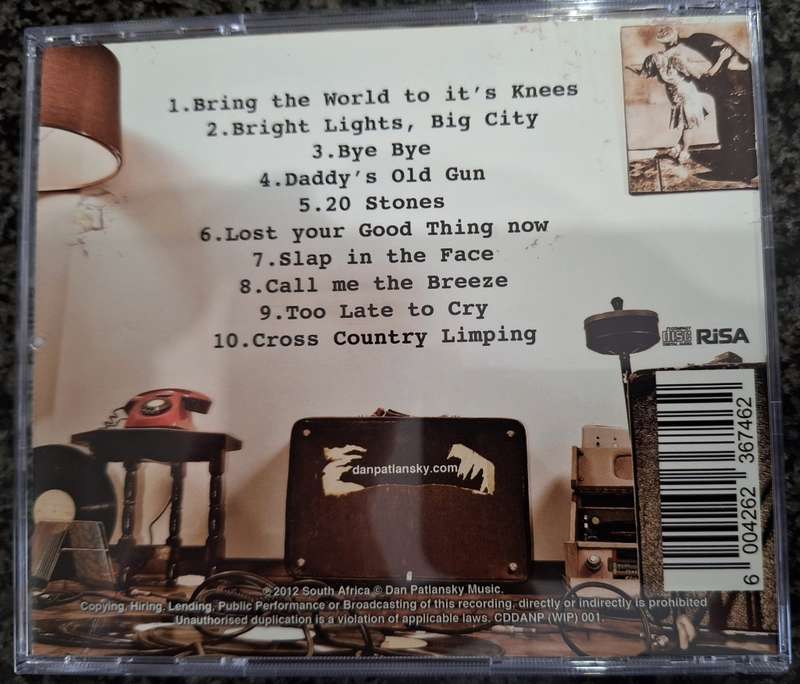 1.Bring the World to it's Knees
2.Bright Lights, Big City
3.Bye Bye
4.Daddy's Old Gun
5.20 Stones
6.Lost your Good Thing now
7.Slap in the Face
8.Call me the Breeze
9.Too Late to Cry
10.Cross Country Limping
COMPACT
disc
DIGITAL AUDIO
RiSA
danpatlansky.com
6 004262 367462
℗ 2012 South Africa © Dan Patlansky Music.
Copying, Hiring, Lending, Public Performance or Broadcasting of this recording, directly or indirectly is prohibited
Unauthorised duplication is a violation of applicable laws. CDDANP (WIP) 001.